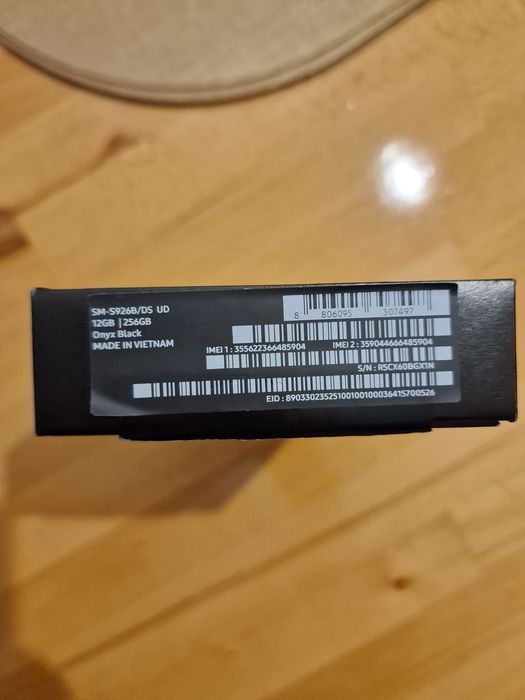 SM-S926B/DS UD
12GB | 256GB
Onyx Black
MADE IN VIETNAM
8 806095 307497
IMEI 1 : 355622366485904 IMEI 2 : 359044666485904
S/N : R5CX60BGX1N
EID : 89033023525100100100036415700526